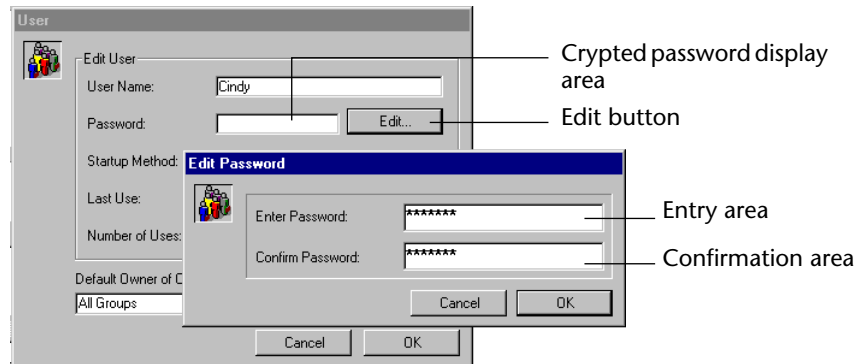 User
Edit User
User Name:
Cindy
Password:
Edit...
Startup Method:
Last Use:
Number of Uses:
Default Owner of C
All Groups
Cancel
OK
Edit Password
Enter Password:
*******
Confirm Password:
*******
Cancel
OK
Crypted password display
area
Edit button
Entry area
Confirmation area